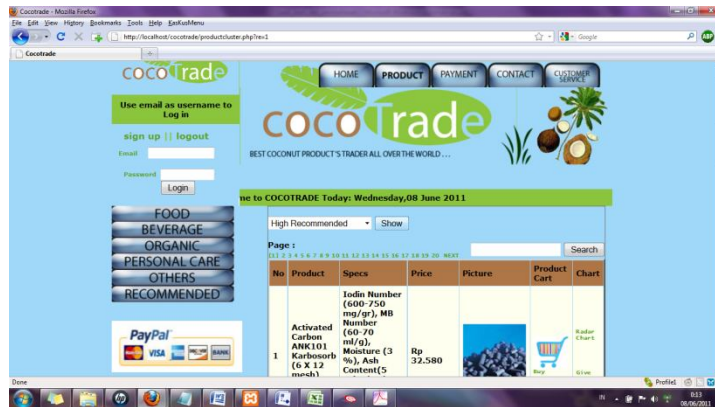 Cocotrade - Mozilla Firefox
File Edit View History Bookmarks Tools Help KasKusMenu
http://localhost/cocotrade/productcluster.php?rev=1
Google
ABP
Cocotrade
cocoTrade
HOME
PRODUCT
PAYMENT
CONTACT
CUSTOMER SERVICE
Use email as username to
Log in
sign up || logout
Email
Password
Login
cocoTrade
BEST COCONUT PRODUCT'S TRADER ALL OVER THE WORLD . . .
me to COCOTRADE Today: Wednesday,08 June 2011
FOOD
BEVERAGE
ORGANIC
PERSONAL CARE
OTHERS
RECOMMENDED
High Recommended
Show
Page :
[1] 2 3 4 5 6 7 8 9 10 11 12 13 14 15 16 17 18 19 20 NEXT
Search
No Product Specs Price Picture Product Cart Chart
1
Activated
Carbon
ANK101
Karbosorb
(6 X 12
mesh)
Iodin Number
(600-750
mg/gr), MB
Number
(60-70
ml/g),
Moisture (3
%), Ash
Content(5
Rp
32.580
Buy
Radar
Chart
Give
PayPal
VISA
BANK
Done
Profile1
IN
0:13
08/06/2011